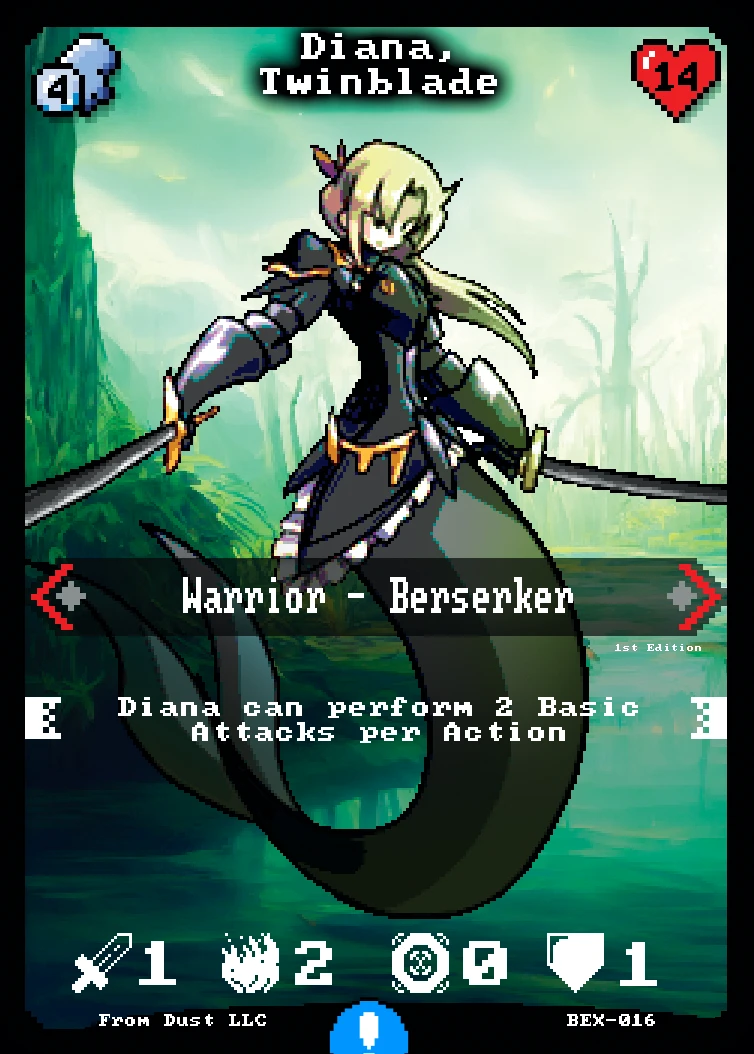 Diana,
Twinblade
4
14
Warrior - Berserker
1st Edition
Diana can perform 2 Basic
Attacks per Action
1 2 0 1
From Dust LLC
BEX-016